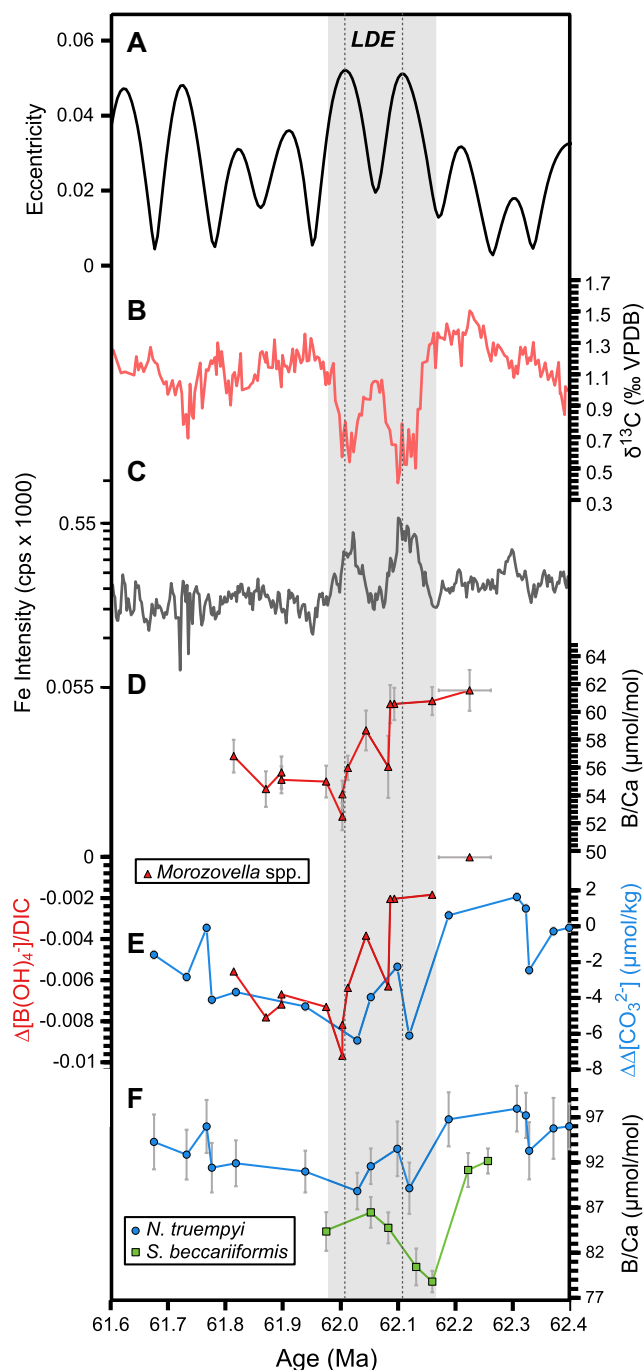 A
LDE
0.06
0.04
0.02
0
Eccentricity
B
1.7
1.5
1.3
1.1
0.9
0.7
0.5
0.3
δ¹³C (‰ VPDB)
C
0.55
0.055
0
Fe Intensity (cps x 1000)
D
64
62
60
58
56
54
52
50
B/Ca (µmol/mol)
Morozovella spp.
E
-0.002
-0.004
-0.006
-0.008
-0.01
Δ[B(OH)₄⁻]/DIC
2
0
-2
-4
-6
-8
ΔΔ[CO₃²⁻] (µmol/kg)
F
97
92
87
82
77
B/Ca (µmol/mol)
N. truempyi
S. beccariiformis
61.6 61.7 61.8 61.9 62.0 62.1 62.2 62.3 62.4
Age (Ma)